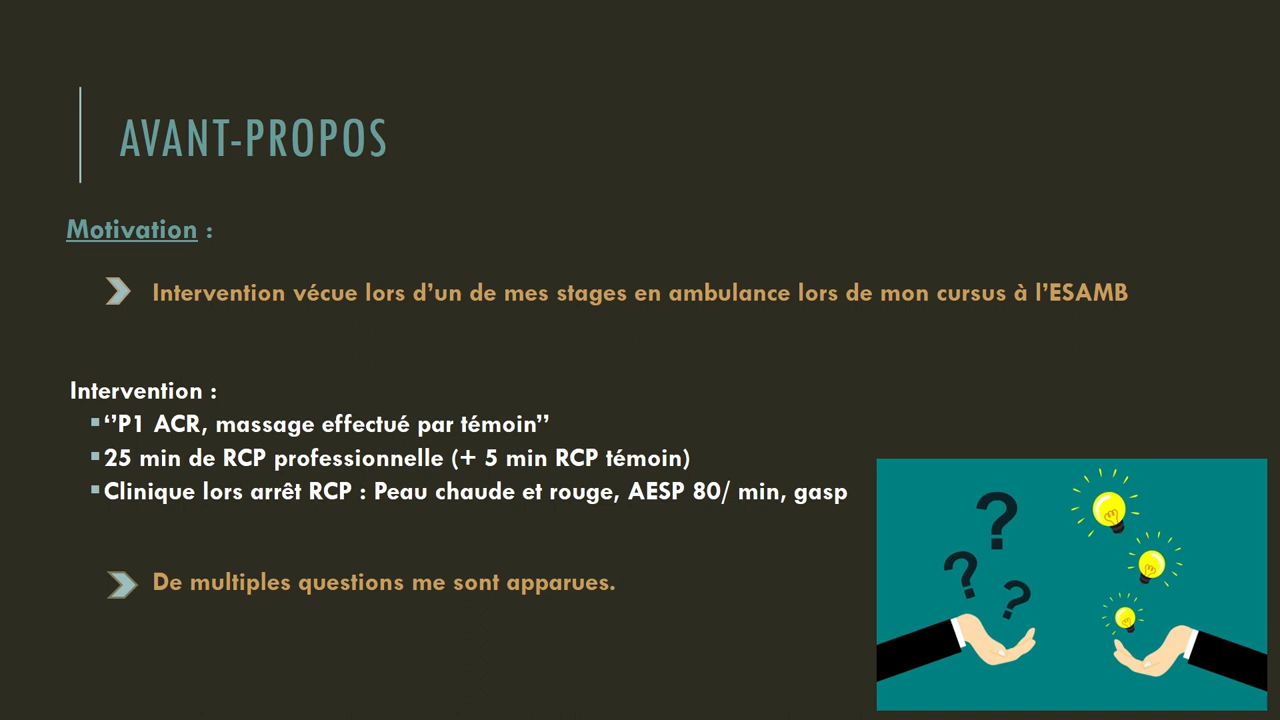 AVANT-PROPOS
Motivation :
Intervention vécue lors d’un de mes stages en ambulance lors de mon cursus à l’ESAMB
Intervention :
‘’P1 ACR, massage effectué par témoin’’
25 min de RCP professionnelle (+ 5 min RCP témoin)
Clinique lors arrêt RCP : Peau chaude et rouge, AESP 80/ min, gasp
De multiples questions me sont apparues.
? ? ?